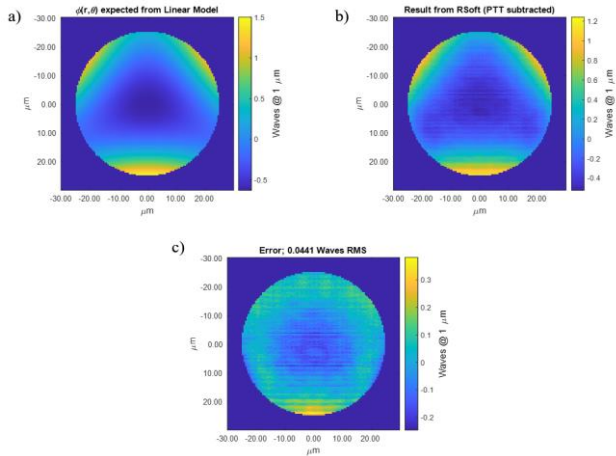 a)
ϕ(r,θ) expected from Linear Model
-30.00
-20.00
-10.00
0.00
10.00
20.00
μm
-30.00 -20.00 -10.00 0.00 10.00 20.00
μm
1.5
1
0.5
0
-0.5
Waves @ 1 μm
b)
Result from RSoft (PTT subtracted)
-30.00
-20.00
-10.00
0.00
10.00
20.00
μm
-30.00 -20.00 -10.00 0.00 10.00 20.00
μm
1.2
1
0.8
0.6
0.4
0.2
0
-0.2
-0.4
Waves @ 1 μm
c)
Error; 0.0441 Waves RMS
-30.00
-20.00
-10.00
0.00
10.00
20.00
μm
-30.00 -20.00 -10.00 0.00 10.00 20.00
μm
0.3
0.2
0.1
0
-0.1
-0.2
Waves @ 1 μm